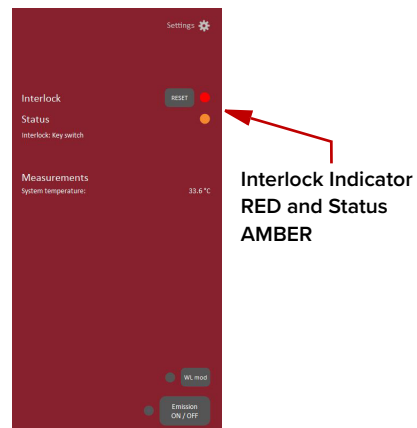 Settings
Interlock
RESET
Status
Interlock: Key switch
Measurements
System temperature: 33.6 °C
Interlock Indicator
RED and Status
AMBER
WL mod
Emission
ON / OFF